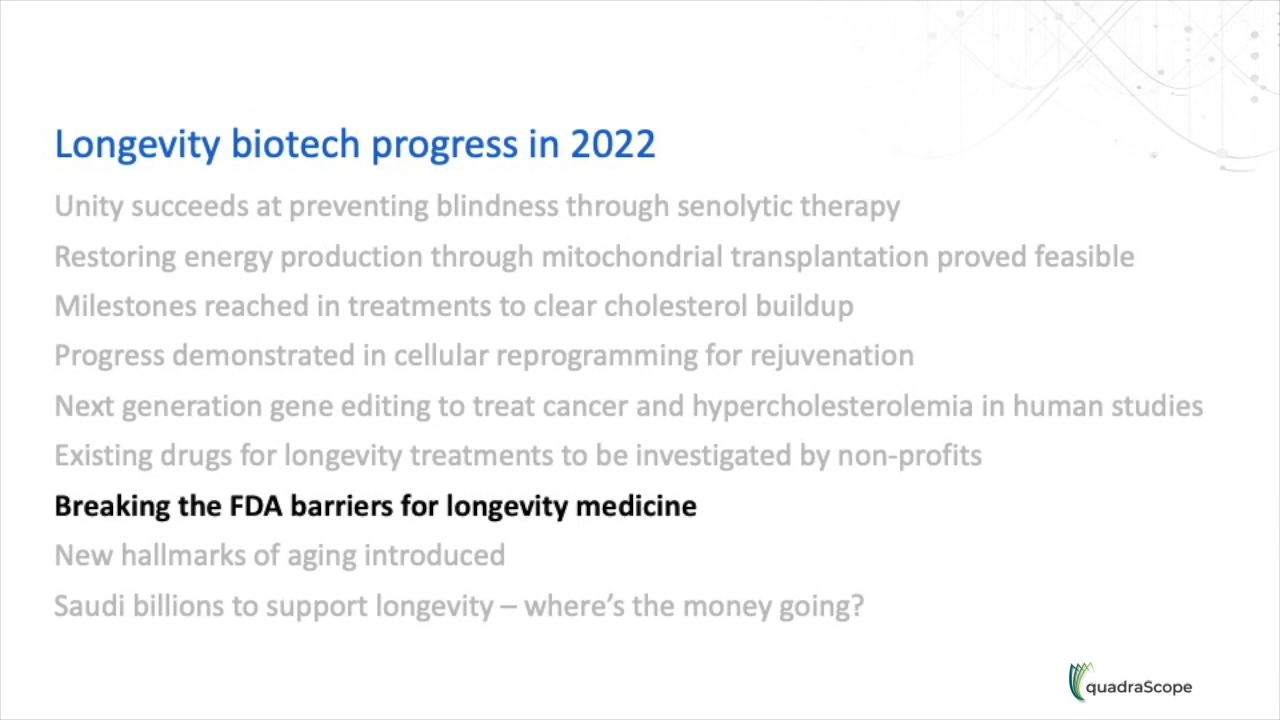 Longevity biotech progress in 2022
Unity succeeds at preventing blindness through senolytic therapy
Restoring energy production through mitochondrial transplantation proved feasible
Milestones reached in treatments to clear cholesterol buildup
Progress demonstrated in cellular reprogramming for rejuvenation
Next generation gene editing to treat cancer and hypercholesterolemia in human studies
Existing drugs for longevity treatments to be investigated by non-profits
Breaking the FDA barriers for longevity medicine
New hallmarks of aging introduced
Saudi billions to support longevity – where’s the money going?
quadraScope